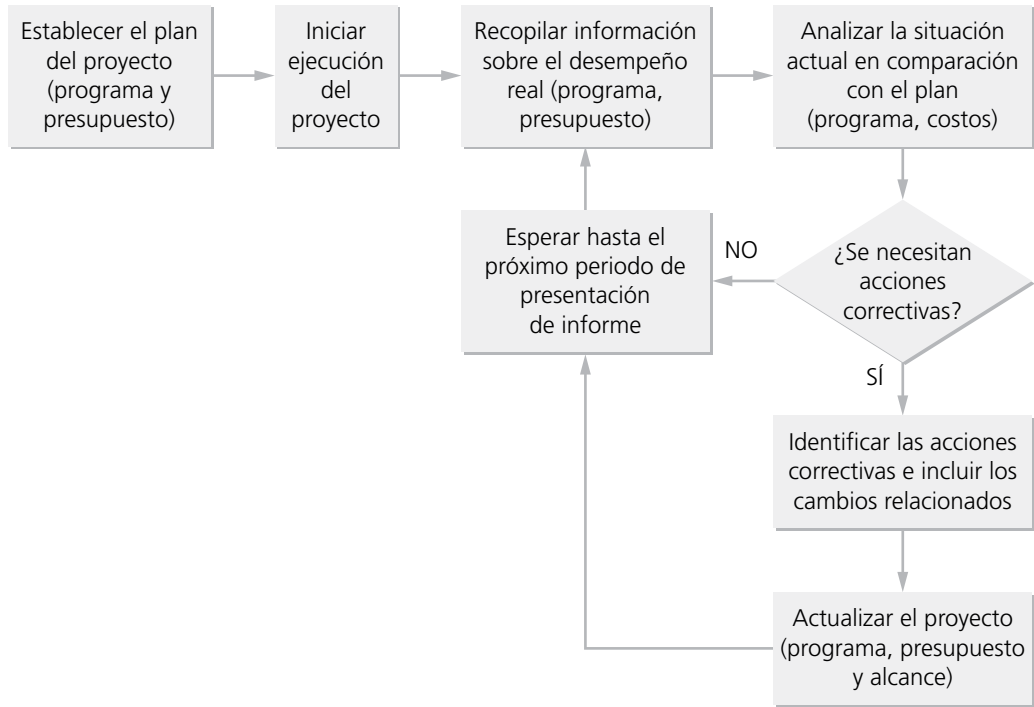 Establecer el plan
del proyecto
(programa y
presupuesto)
Iniciar
ejecución
del
proyecto
Recopilar información
sobre el desempeño
real (programa,
presupuesto)
Analizar la situación
actual en comparación
con el plan
(programa, costos)
Esperar hasta el
próximo periodo de
presentación
de informe
NO
¿Se necesitan
acciones
correctivas?
SÍ
Identificar las acciones
correctivas e incluir los
cambios relacionados
Actualizar el proyecto
(programa, presupuesto
y alcance)